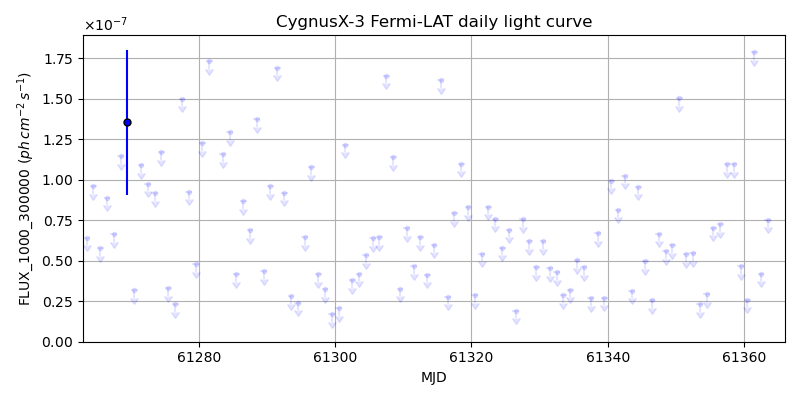 CygnusX-3 Fermi-LAT daily light curve
×10⁻⁷
1.75
1.50
1.25
1.00
0.75
0.50
0.25
0.00
FLUX_1000_300000 (ph cm⁻² s⁻¹)
61280 61300 61320 61340 61360
MJD